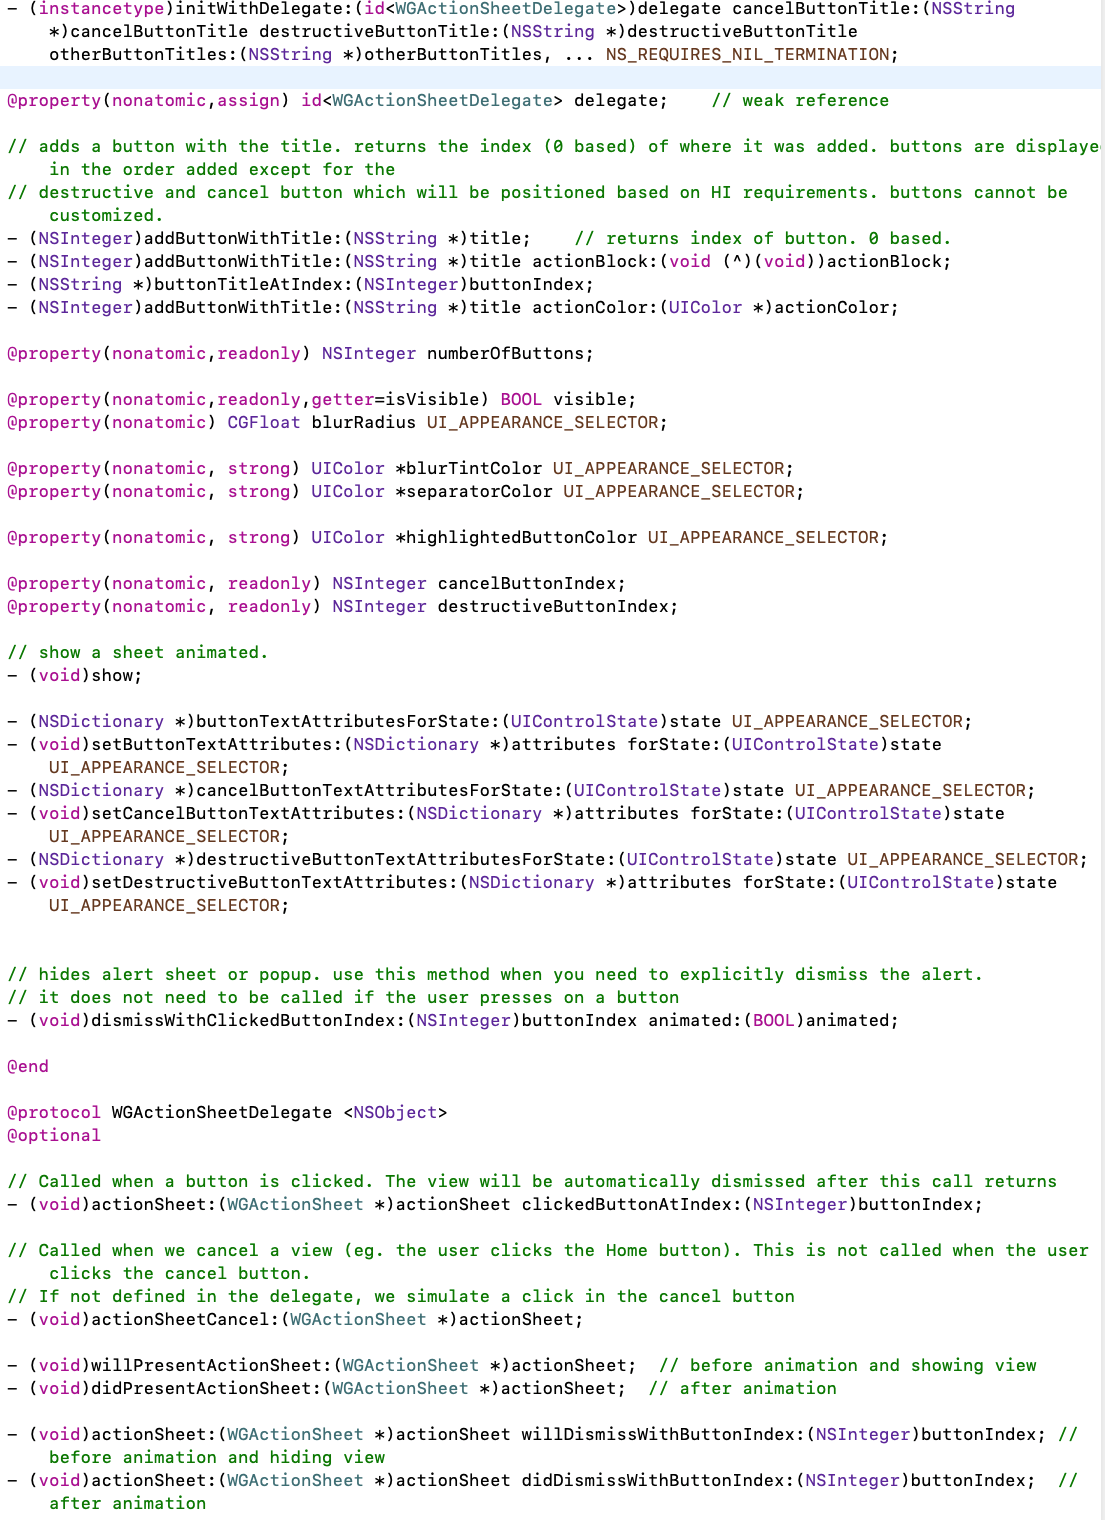 - (instancetype)initWithDelegate:(id<WGActionSheetDelegate>)delegate cancelButtonTitle:(NSString
*)cancelButtonTitle destructiveButtonTitle:(NSString *)destructiveButtonTitle
otherButtonTitles:(NSString *)otherButtonTitles, ... NS_REQUIRES_NIL_TERMINATION;
@property(nonatomic,assign) id<WGActionSheetDelegate> delegate;    // weak reference
// adds a button with the title. returns the index (0 based) of where it was added. buttons are displaye
in the order added except for the
// destructive and cancel button which will be positioned based on HI requirements. buttons cannot be
customized.
- (NSInteger)addButtonWithTitle:(NSString *)title;    // returns index of button. 0 based.
- (NSInteger)addButtonWithTitle:(NSString *)title actionBlock:(void (^)(void))actionBlock;
- (NSString *)buttonTitleAtIndex:(NSInteger)buttonIndex;
- (NSInteger)addButtonWithTitle:(NSString *)title actionColor:(UIColor *)actionColor;
@property(nonatomic,readonly) NSInteger numberOfButtons;
@property(nonatomic,readonly,getter=isVisible) BOOL visible;
@property(nonatomic) CGFloat blurRadius UI_APPEARANCE_SELECTOR;
@property(nonatomic, strong) UIColor *blurTintColor UI_APPEARANCE_SELECTOR;
@property(nonatomic, strong) UIColor *separatorColor UI_APPEARANCE_SELECTOR;
@property(nonatomic, strong) UIColor *highlightedButtonColor UI_APPEARANCE_SELECTOR;
@property(nonatomic, readonly) NSInteger cancelButtonIndex;
@property(nonatomic, readonly) NSInteger destructiveButtonIndex;
// show a sheet animated.
- (void)show;
- (NSDictionary *)buttonTextAttributesForState:(UIControlState)state UI_APPEARANCE_SELECTOR;
- (void)setButtonTextAttributes:(NSDictionary *)attributes forState:(UIControlState)state
UI_APPEARANCE_SELECTOR;
- (NSDictionary *)cancelButtonTextAttributesForState:(UIControlState)state UI_APPEARANCE_SELECTOR;
- (void)setCancelButtonTextAttributes:(NSDictionary *)attributes forState:(UIControlState)state
UI_APPEARANCE_SELECTOR;
- (NSDictionary *)destructiveButtonTextAttributesForState:(UIControlState)state UI_APPEARANCE_SELECTOR;
- (void)setDestructiveButtonTextAttributes:(NSDictionary *)attributes forState:(UIControlState)state
UI_APPEARANCE_SELECTOR;
// hides alert sheet or popup. use this method when you need to explicitly dismiss the alert.
// it does not need to be called if the user presses on a button
- (void)dismissWithClickedButtonIndex:(NSInteger)buttonIndex animated:(BOOL)animated;
@end
@protocol WGActionSheetDelegate <NSObject>
@optional
// Called when a button is clicked. The view will be automatically dismissed after this call returns
- (void)actionSheet:(WGActionSheet *)actionSheet clickedButtonAtIndex:(NSInteger)buttonIndex;
// Called when we cancel a view (eg. the user clicks the Home button). This is not called when the user
clicks the cancel button.
// If not defined in the delegate, we simulate a click in the cancel button
- (void)actionSheetCancel:(WGActionSheet *)actionSheet;
- (void)willPresentActionSheet:(WGActionSheet *)actionSheet;  // before animation and showing view
- (void)didPresentActionSheet:(WGActionSheet *)actionSheet;  // after animation
- (void)actionSheet:(WGActionSheet *)actionSheet willDismissWithButtonIndex:(NSInteger)buttonIndex; //
before animation and hiding view
- (void)actionSheet:(WGActionSheet *)actionSheet didDismissWithButtonIndex:(NSInteger)buttonIndex;  //
after animation